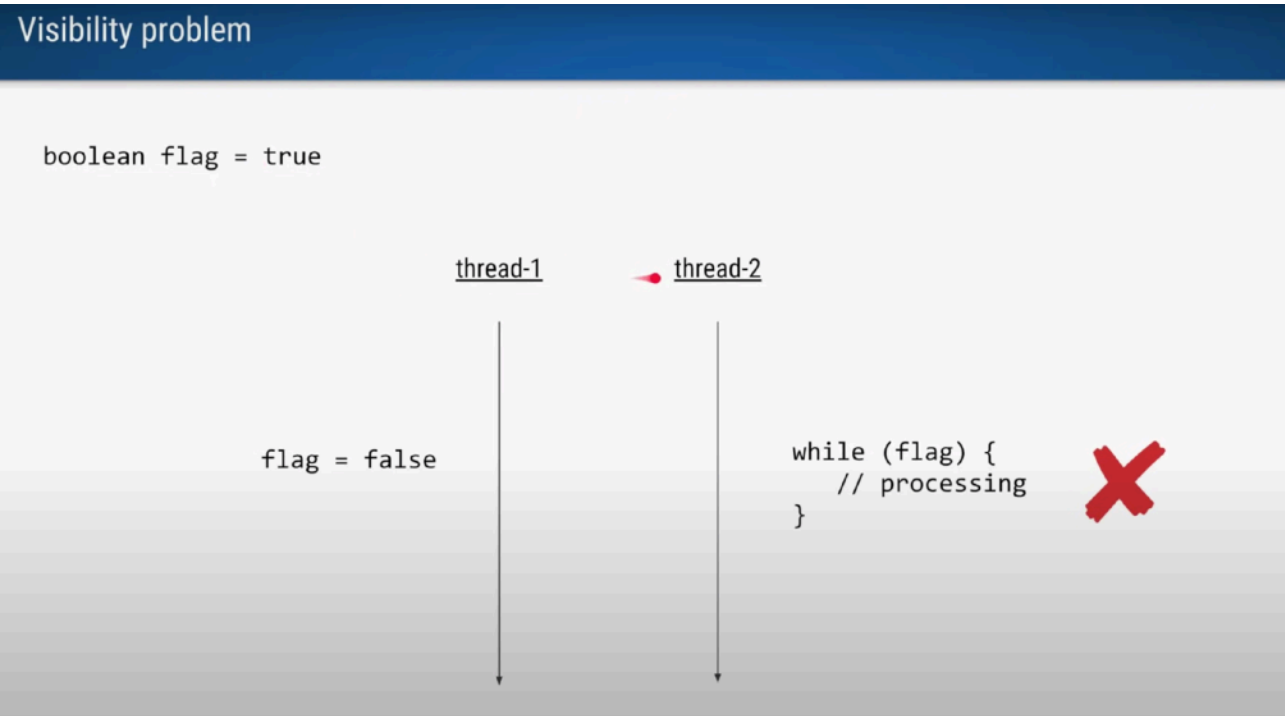 Visibility problem
boolean flag = true
thread-1
thread-2
flag = false
while (flag) {
// processing
}